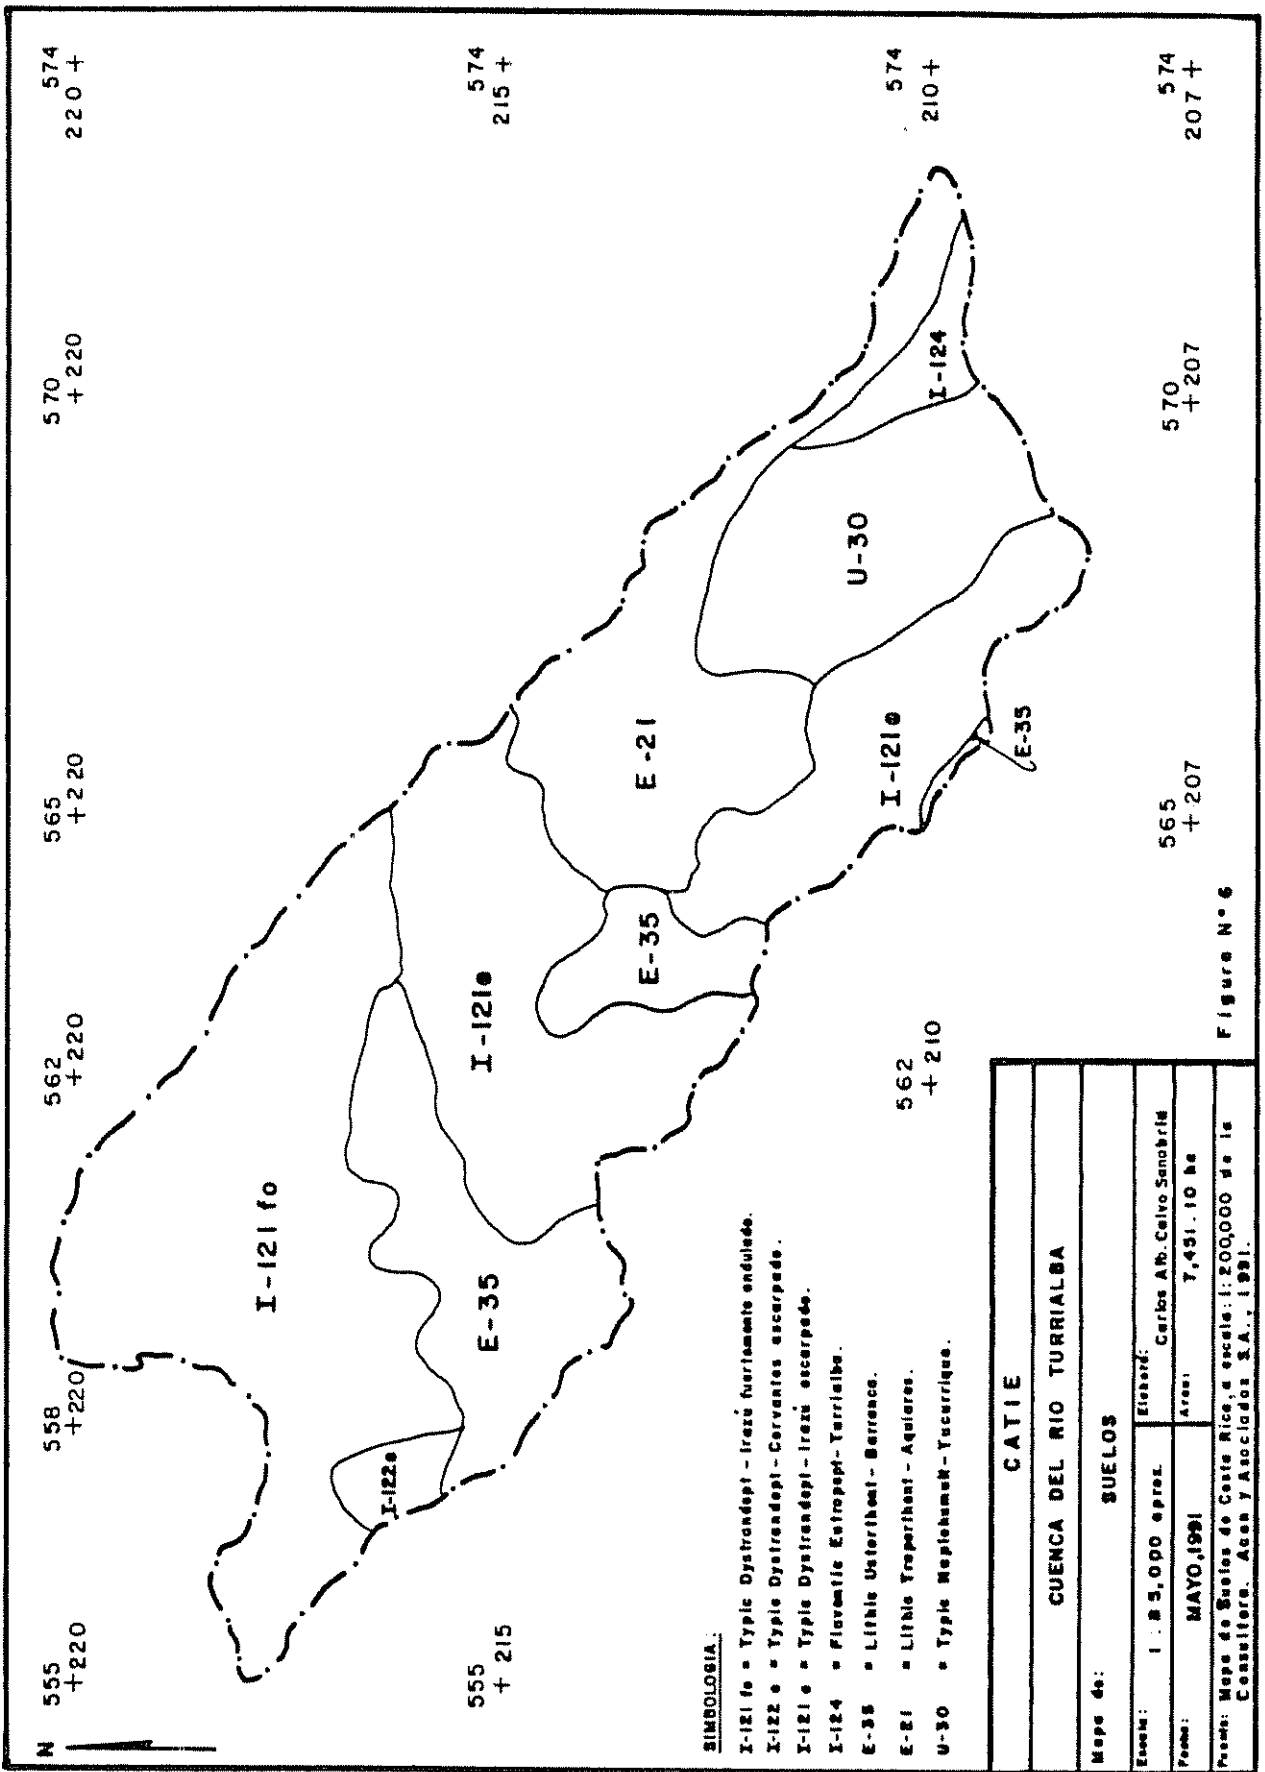 N
555
+220
558
+220
562
+220
565
+220
570
+220
574
220+
I-121 fo
I-122e
E-35
I-121e
555
+215
574
215+
E-35
E-21
U-30
I-124
I-121e
E-35
562
+210
574
210+
565
+207
570
+207
574
207+
SIMBOLOGIA:
I-121 fo = Typic Dystrandept - Irazú fuertemente ondulado.
I-122 e = Typic Dystrandept - Cervantes escarpado.
I-121 e = Typic Dystrandept - Irazú escarpado.
I-124 = Fluventic Eutropept - Turrialba.
E-35 = Lithic Ustorthent - Barranca.
E-21 = Lithic Troporthent - Aquiares.
U-30 = Typic Haplohumult - Tucurrique.
CATIE
CUENCA DEL RIO TURRIALBA
Mapa de: SUELOS
Escala: aprox. Elaboró: Carlos Alb. Calvo Sanabria
Fecha: MAYO, 1991 Area: 7,451.10 ha
Fuente: Mapa de Suelos de Costa Rica, a escala: 1:200,000 de la
Consultora. Acon y Asociados S.A., 1991.
Figura N° 6